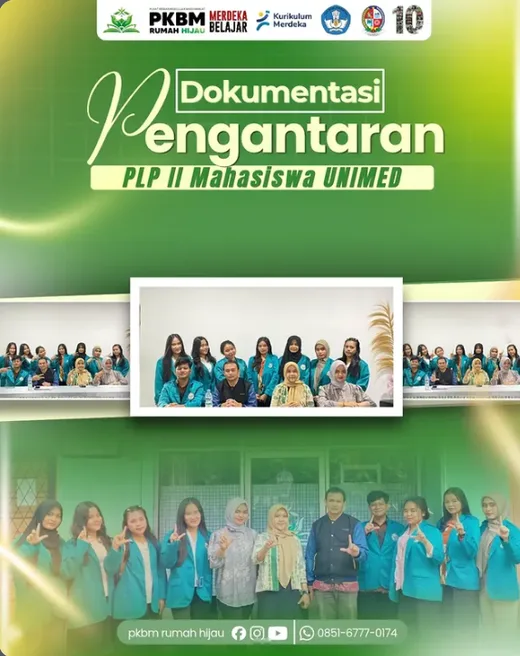 PKBM
RUMAH HIJAU
MERDEKA
BELAJAR
Kurikulum
Merdeka
10
Dokumentasi
Pengantaran
PLP II Mahasiswa UNIMED
pkbm rumah hijau
0851-6777-0174